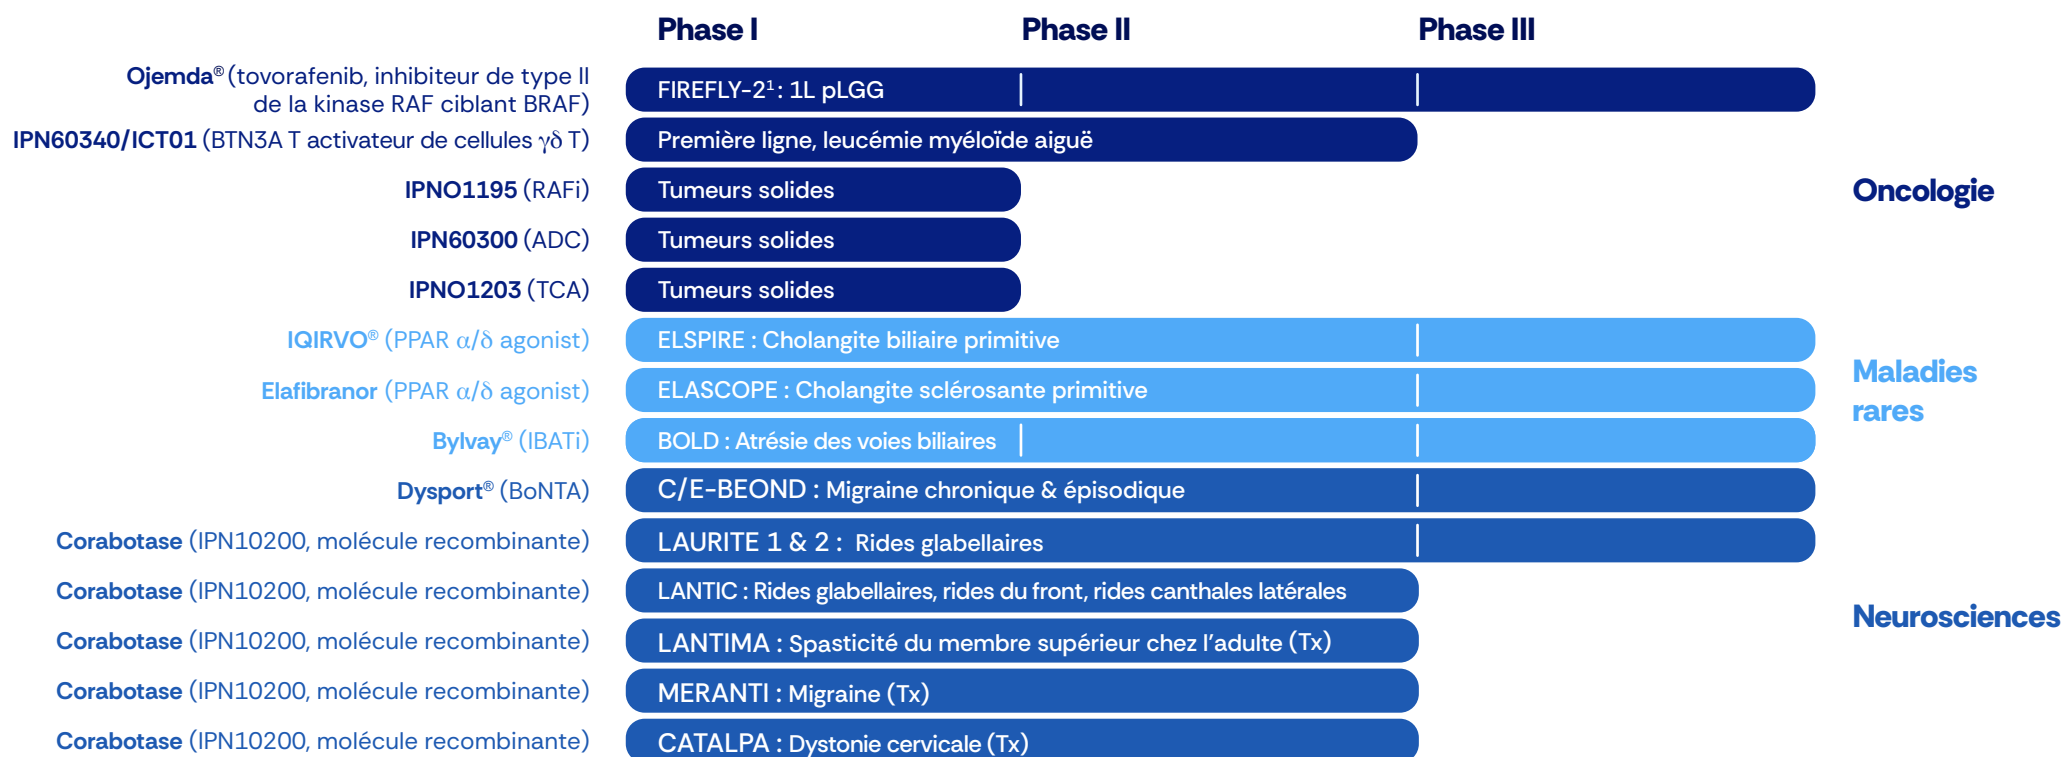 Phase I Phase II Phase III
Ojemda® (tovorafenib, inhibiteur de type II
de la kinase RAF ciblant BRAF)
FIREFLY-2¹ : 1L pLGG
IPN60340/ICT01 (BTN3A T activateur de cellules γδ T)
Première ligne, leucémie myéloïde aiguë
IPNO1195 (RAFi)
Tumeurs solides
Oncologie
IPN60300 (ADC)
Tumeurs solides
IPNO1203 (TCA)
Tumeurs solides
IQIRVO® (PPAR α/δ agonist)
ELSPIRE : Cholangite biliaire primitive
Elafibranor (PPAR α/δ agonist)
ELASCOPE : Cholangite sclérosante primitive
Maladies
rares
Bylvay® (IBATi)
BOLD : Atrésie des voies biliaires
Dysport® (BoNTA)
C/E-BEOND : Migraine chronique & épisodique
Corabotase (IPN10200, molécule recombinante)
LAURITE 1 & 2 : Rides glabellaires
Corabotase (IPN10200, molécule recombinante)
LANTIC : Rides glabellaires, rides du front, rides canthales latérales
Neurosciences
Corabotase (IPN10200, molécule recombinante)
LANTIMA : Spasticité du membre supérieur chez l'adulte (Tx)
Corabotase (IPN10200, molécule recombinante)
MERANTI : Migraine (Tx)
Corabotase (IPN10200, molécule recombinante)
CATALPA : Dystonie cervicale (Tx)